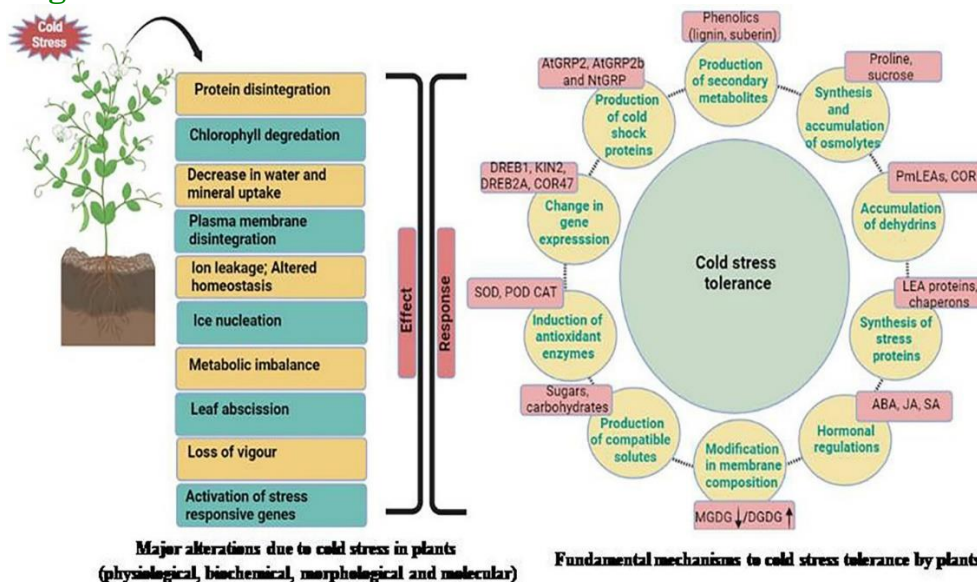 Cold
Stress
Protein disintegration
Chlorophyll degredation
Decrease in water and
mineral uptake
Plasma membrane
disintegration
Ion leakage; Altered
homeostasis
Ice nucleation
Metabolic imbalance
Leaf abscission
Loss of vigour
Activation of stress
responsive genes
Effect
Response
Major alterations due to cold stress in plants
(physiological, biochemical, morphological and molecular)
Phenolics
(lignin, suberin)
Production
of secondary
metabolites
Proline,
sucrose
Synthesis
and
accumulation
of osmolytes
PmLEAs, COR
Accumulation
of dehydrins
LEA proteins,
chaperons
Synthesis of
stress
proteins
ABA, JA, SA
Hormonal
regulations
Modification
in membrane
composition
MGDG ↓/DGDG ↑
Sugars,
carbohydrates
Production
of compatible
solutes
SOD, POD CAT
Induction of
antioxidant
enzymes
DREB1, KIN2,
DREB2A, COR47
Change in
gene
expresssion
AtGRP2, AtGRP2b
and NtGRP
Production
of cold
shock
proteins
Cold stress
tolerance
Fundamental mechanisms to cold stress tolerance by plants